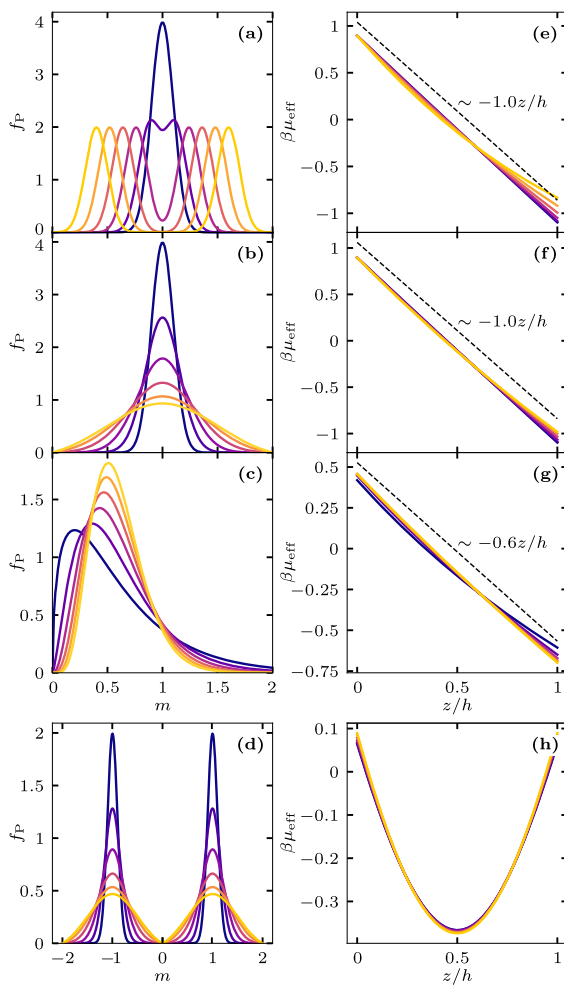 (a)
f_P
4
3
2
1
0
(e)
βμ_eff
1
0
−1
∼ −1.0z/h
(b)
f_P
4
3
2
1
0
(f)
βμ_eff
1
0.5
0
−0.5
−1
∼ −1.0z/h
(c)
f_P
1.5
1
0.5
0
0 0.5 1 1.5 2
m
(g)
βμ_eff
0.5
0.25
0
−0.25
−0.5
−0.75
∼ −0.6z/h
0 0.5 1
z/h
(d)
f_P
2
1.5
1
0.5
0
−2 −1 0 1 2
m
(h)
βμ_eff
0.1
0
−0.1
−0.2
−0.3
0 0.5 1
z/h